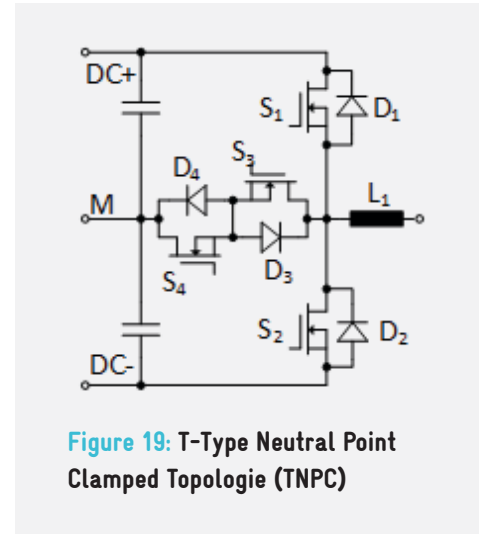 DC+
S₁
D₁
D₄
S₃
M
L₁
S₄
D₃
S₂
D₂
DC-
Figure 19: T-Type Neutral Point
Clamped Topologie (TNPC)